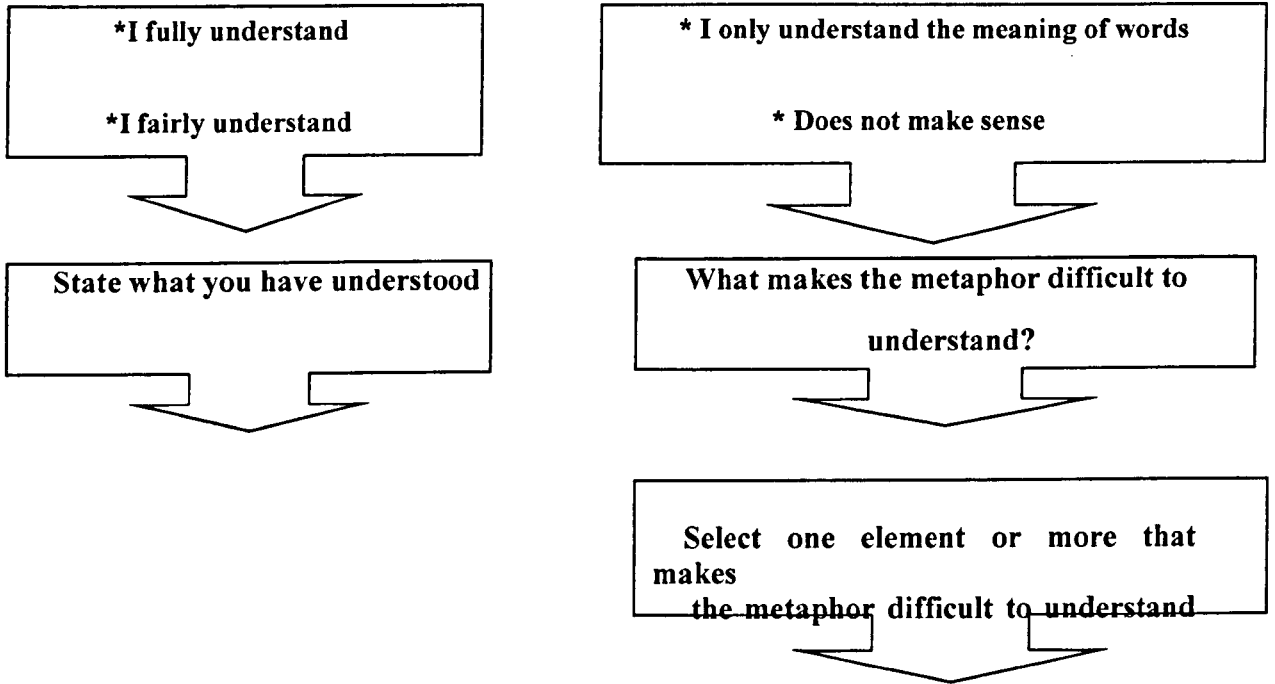 *I fully understand
*I fairly understand
* I only understand the meaning of words
* Does not make sense
State what you have understood
What makes the metaphor difficult to
understand?
Select one element or more that
makes
the metaphor difficult to understand